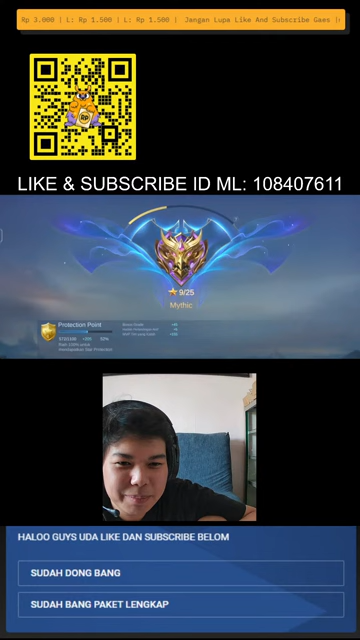 Rp 3.000 | L: Rp 1.500 | L: Rp 1.500 | Jangan Lupa Like And Subscribe Gaes |
LIKE & SUBSCRIBE ID ML: 108407611
9/25
Mythic
Protection Point
HALOO GUYS UDA LIKE DAN SUBSCRIBE BELOM
SUDAH DONG BANG
SUDAH BANG PAKET LENGKAP